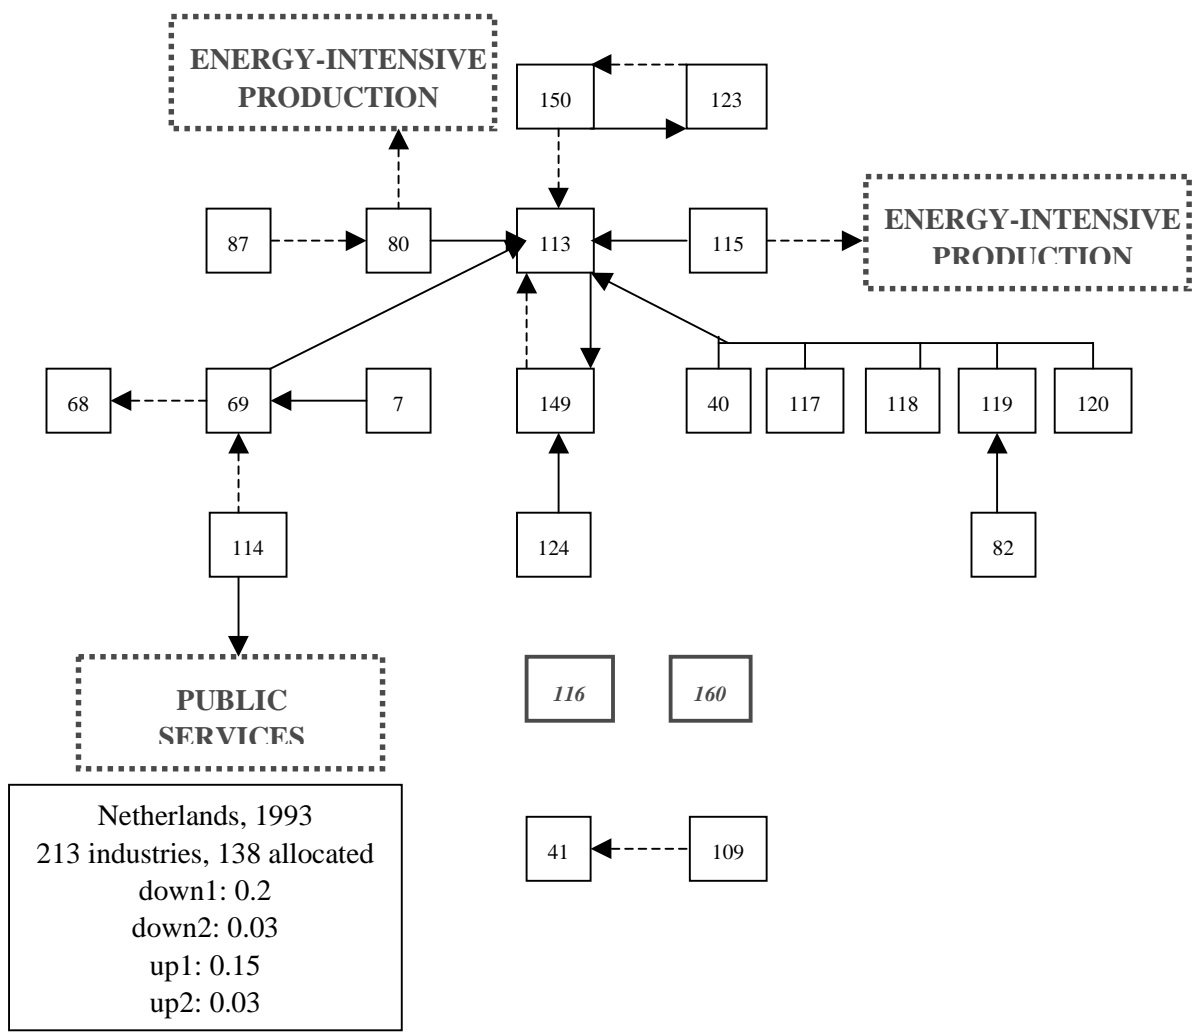 ENERGY-INTENSIVE
PRODUCTION
150
123
87
80
113
115
ENERGY-INTENSIVE
PRODUCTION
68
69
7
149
40
117
118
119
120
114
124
82
PUBLIC
SERVICES
116
160
Netherlands, 1993
213 industries, 138 allocated
down1: 0.2
down2: 0.03
up1: 0.15
up2: 0.03
41
109